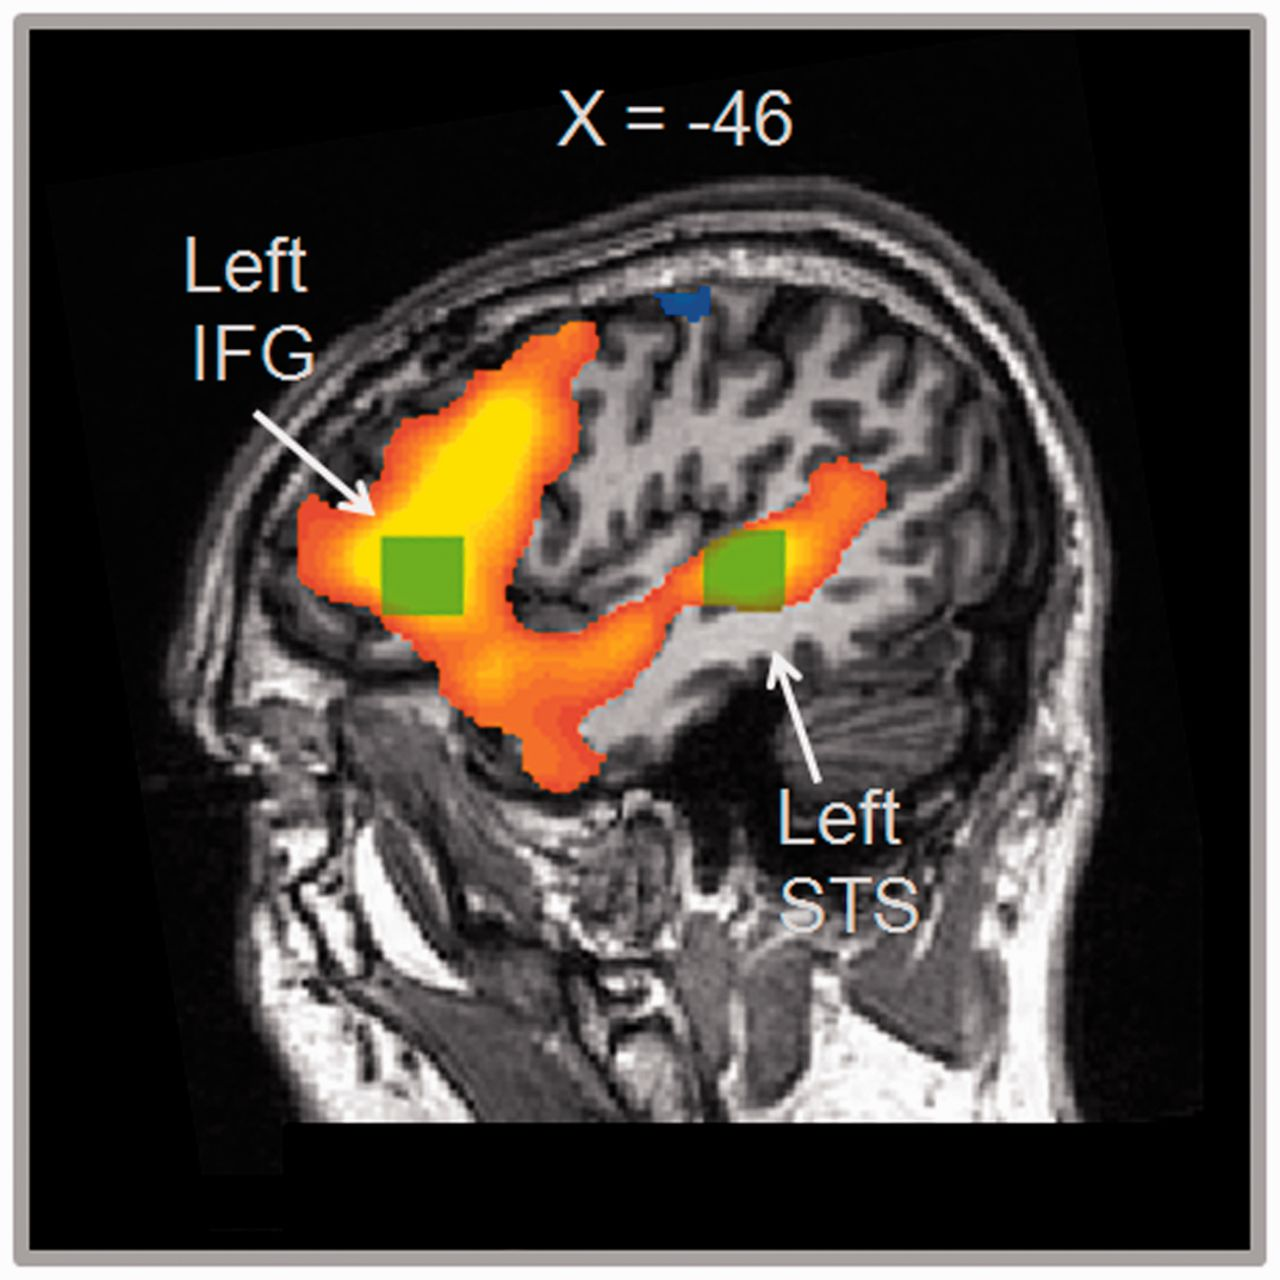 X = -46
Left
IFG
Left
STS